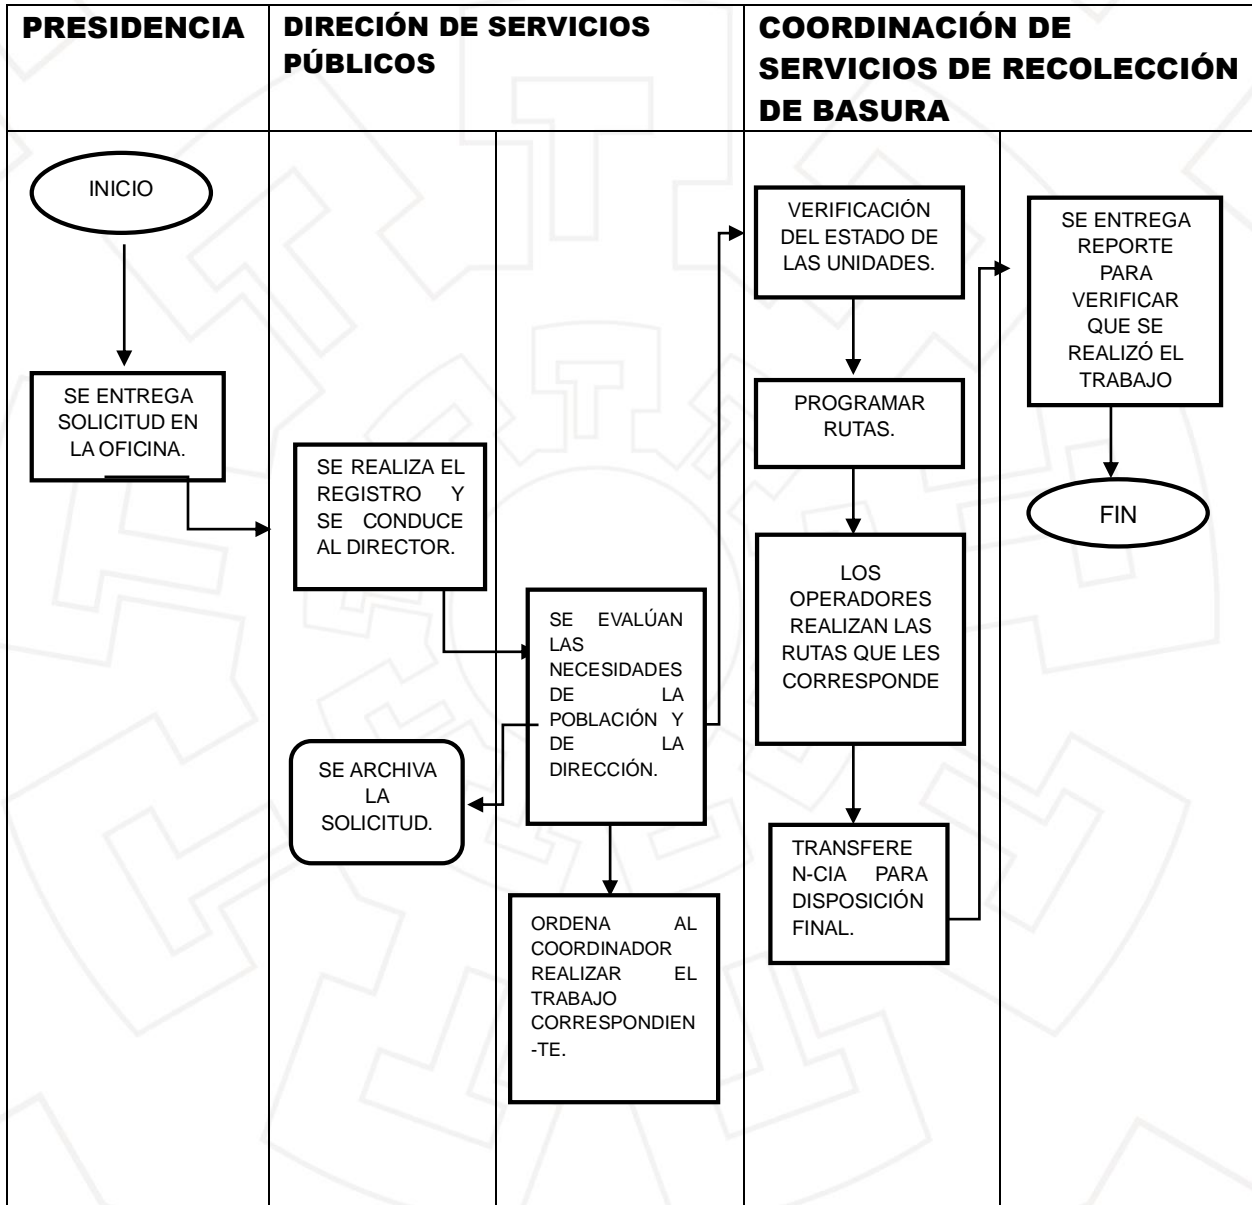 PRESIDENCIA
DIRECIÓN DE SERVICIOS
PÚBLICOS
COORDINACIÓN DE
SERVICIOS DE RECOLECCIÓN
DE BASURA
INICIO
SE ENTREGA
SOLICITUD EN
LA OFICINA.
SE REALIZA EL
REGISTRO Y
SE CONDUCE
AL DIRECTOR.
SE ARCHIVA
LA
SOLICITUD.
SE EVALÚAN
LAS
NECESIDADES
DE LA
POBLACIÓN Y
DE LA
DIRECCIÓN.
ORDENA AL
COORDINADOR
REALIZAR EL
TRABAJO
CORRESPONDIEN
-TE.
VERIFICACIÓN
DEL ESTADO DE
LAS UNIDADES.
PROGRAMAR
RUTAS.
LOS
OPERADORES
REALIZAN LAS
RUTAS QUE LES
CORRESPONDE
TRANSFERE
N-CIA PARA
DISPOSICIÓN
FINAL.
SE ENTREGA
REPORTE
PARA
VERIFICAR
QUE SE
REALIZÓ EL
TRABAJO
FIN